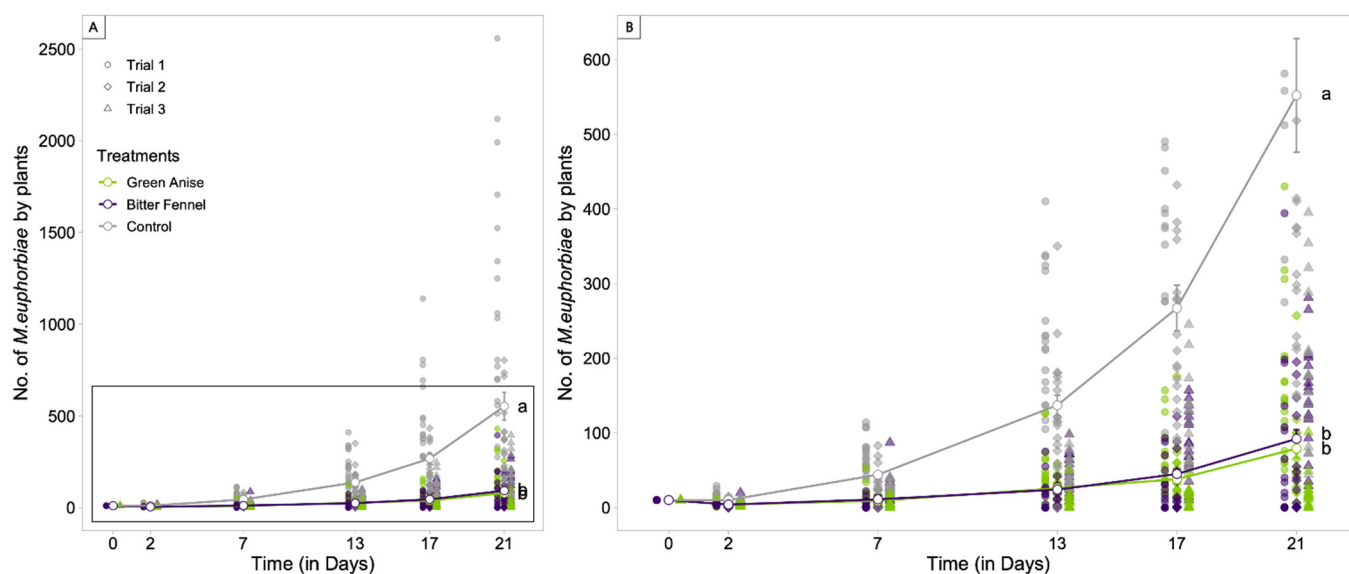 A
2500
2000
1500
1000
500
0
No. of M.euphorbiae by plants
Trial 1
Trial 2
Trial 3
Treatments
Green Anise
Bitter Fennel
Control
a
b
b
0 2 7 13 17 21
Time (in Days)
B
600
500
400
300
200
100
0
No. of M.euphorbiae by plants
a
b
b
0 2 7 13 17 21
Time (in Days)